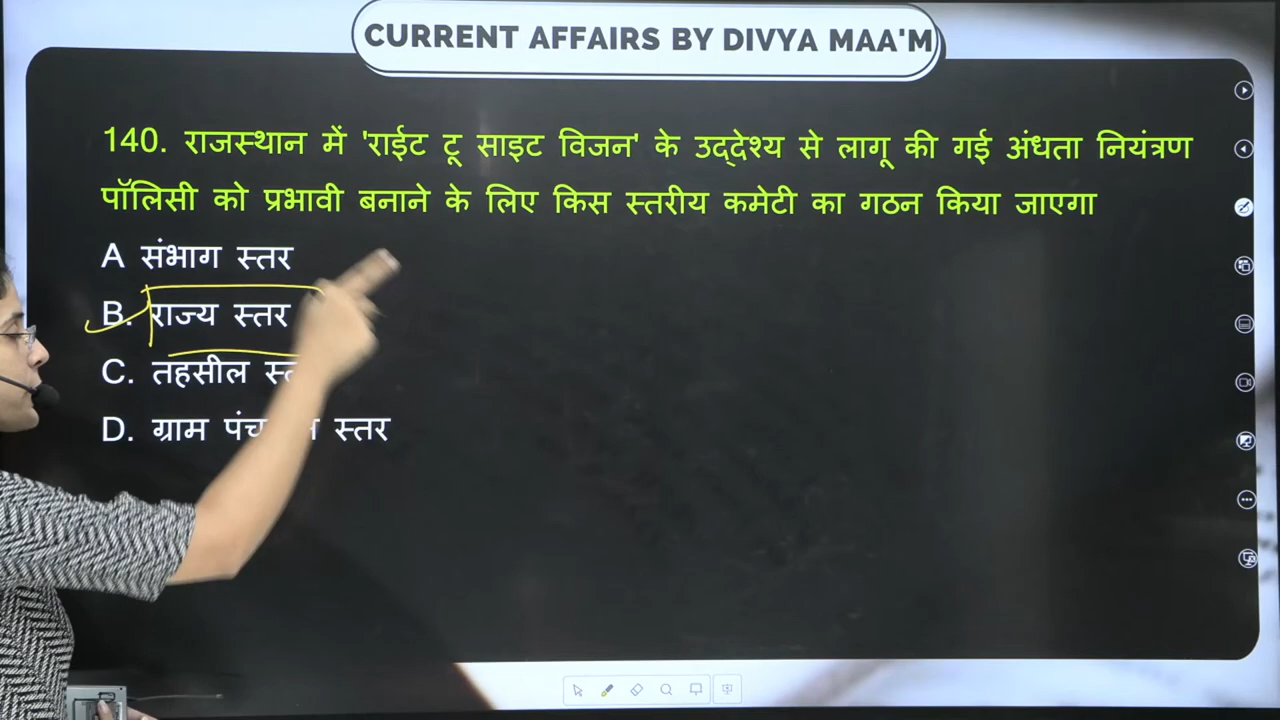 CURRENT AFFAIRS BY DIVYA MAA'M
140. राजस्थान में 'राईट टू साइट विजन' के उद्देश्य से लागू की गई अंधता नियंत्रण
पॉलिसी को प्रभावी बनाने के लिए किस स्तरीय कमेटी का गठन किया जाएगा
A संभाग स्तर
B. राज्य स्तर
C. तहसील
D. ग्राम स्तर